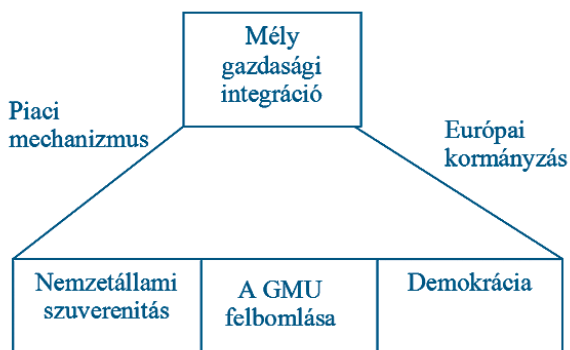 Mély
gazdasági
integráció
Piaci
mechanizmus
Európai
kormányzás
Nemzetállami
szuverenitás
A GMU
felbomlása
Demokrácia